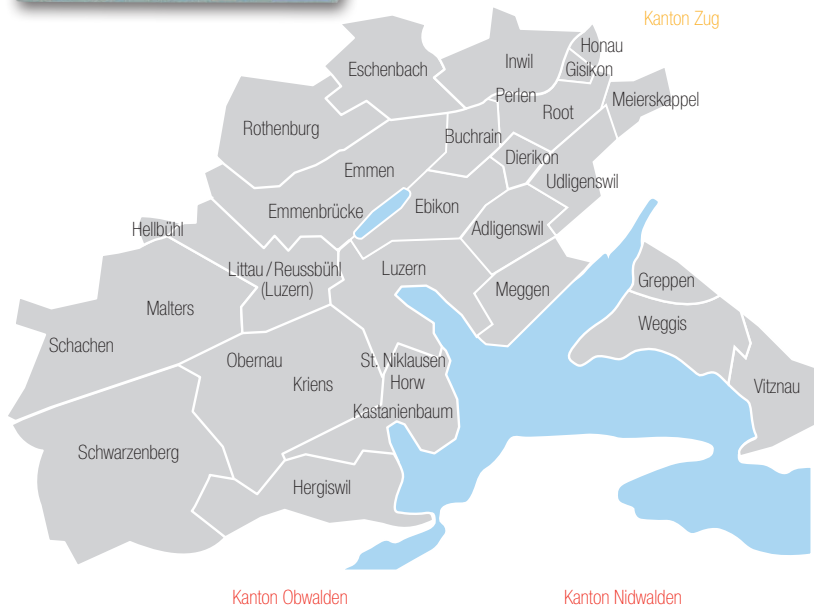 Kanton Zug
Honau
Inwil
Eschenbach
Gisikon
Perlen
Meierskappel
Root
Rothenburg
Buchrain
Dierikon
Emmen
Udligenswil
Ebikon
Emmenbrücke
Adligenswil
Hellbühl
Littau / Reussbühl
(Luzern)
Luzern
Greppen
Meggen
Malters
Weggis
Schachen
Obernau
St. Niklausen
Kriens
Horw
Vitznau
Kastanienbaum
Schwarzenberg
Hergiswil
Kanton Obwalden
Kanton Nidwalden